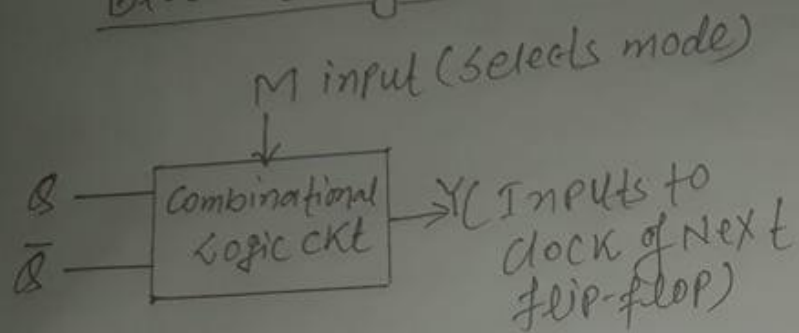 M input (selects mode)
Q
Combinational
Y( Inputs to
Logic CKt
clock of Next
Q̅
flip-flop)